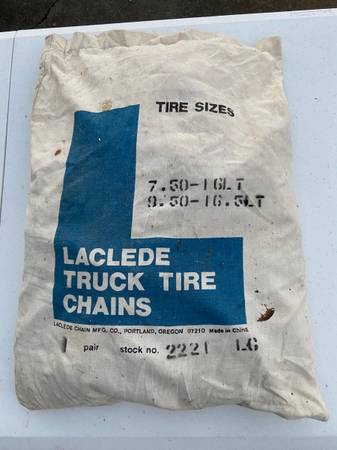 TIRE SIZES
7.50-16LT
9.50-16.5LT
LACLEDE
TRUCK TIRE
CHAINS
LACLEDE CHAIN MFG. CO., PORTLAND, OREGON 97210 Made in China
1 pair stock no. 2221 LG